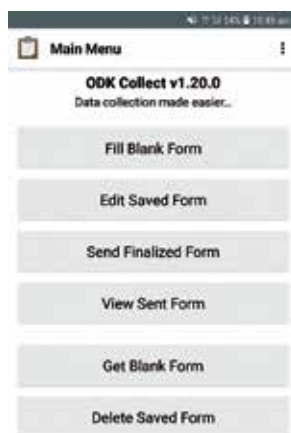 Main Menu
ODK Collect v1.20.0
Data collection made easier...
Fill Blank Form
Edit Saved Form
Send Finalized Form
View Sent Form
Get Blank Form
Delete Saved Form